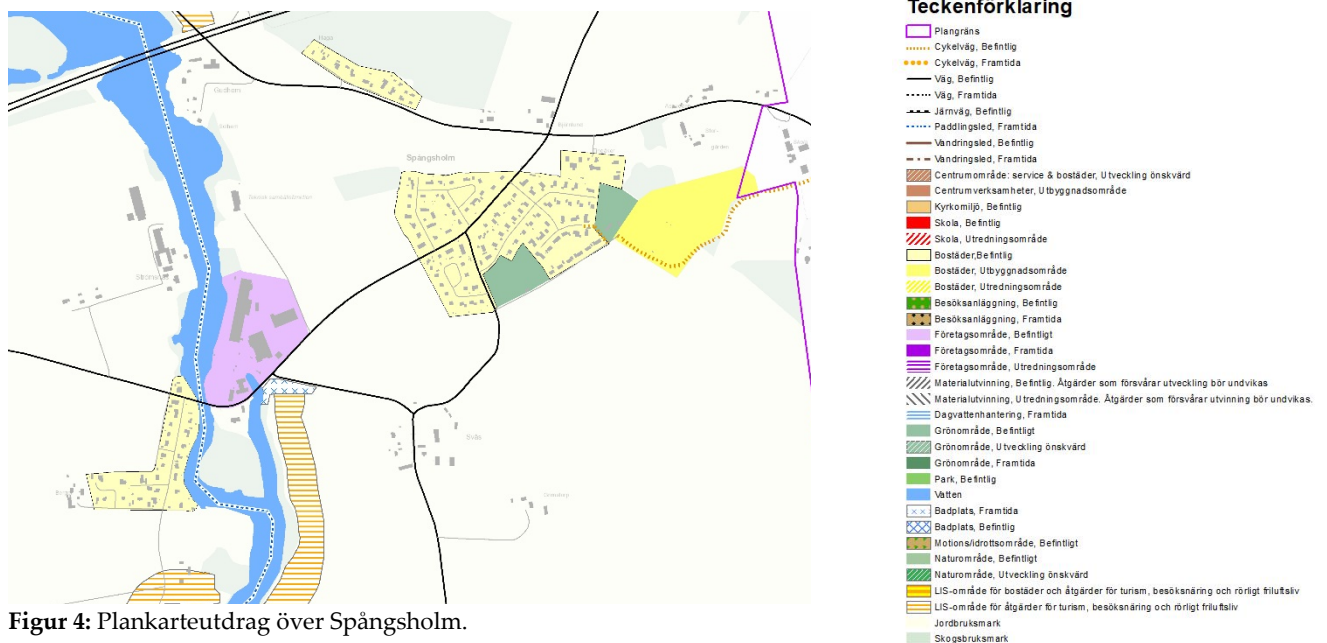 Haga
Spångsholm
Svås
Figur 4: Plankarteutdrag över Spångsholm.
Teckenförklaring
Plangräns
Cykelväg, Befintlig
Cykelväg, Framtida
Väg, Befintlig
Väg, Framtida
Järnväg, Befintlig
Paddlingsled, Framtida
Vandringsled, Befintlig
Vandringsled, Framtida
Centrumområde: service & bostäder, Utveckling önskvärd
Centrumverksamheter, Utbyggnadsområde
Kyrkomiljö, Befintlig
Skola, Befintlig
Skola, Utredningsområde
Bostäder,Befintlig
Bostäder, Utbyggnadsområde
Bostäder, Utredningsområde
Besöksanläggning, Befintlig
Besöksanläggning, Framtida
Företagsområde, Befintligt
Företagsområde, Framtida
Företagsområde, Utredningsområde
Materialutvinning, Befintlig. Åtgärder som försvårar utveckling bör undvikas
Materialutvinning, Utredningsområde. Åtgärder som försvårar utvinning bör undvikas.
Dagvattenhantering, Framtida
Grönområde, Befintligt
Grönområde, Utveckling önskvärd
Grönområde, Framtida
Park, Befintlig
Vatten
Badplats, Framtida
Badplats, Befintlig
Motions/idrottsområde, Befintligt
Naturområde, Befintligt
Naturområde, Utveckling önskvärd
LIS-område för bostäder och åtgärder för turism, besöksnäring och rörligt friluftsliv
LIS-område för åtgärder för turism, besöksnäring och rörligt friluftsliv
Jordbruksmark
Skogsbruksmark